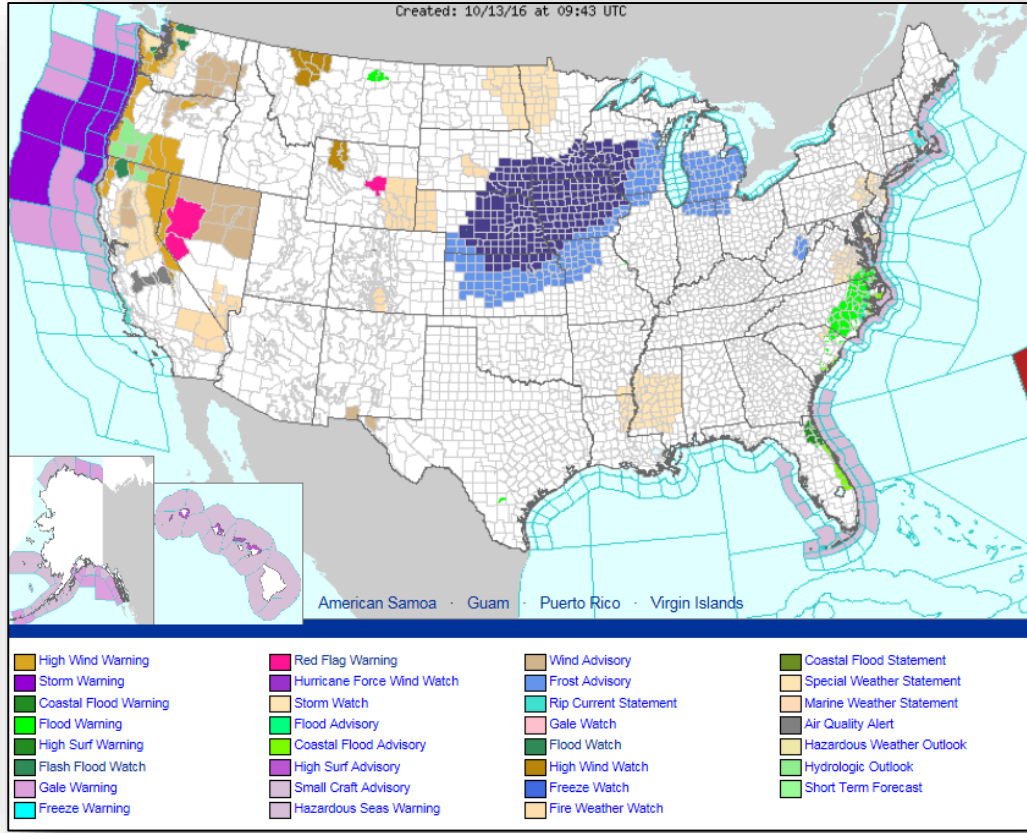 Created: 10/13/16 at 09:43 UTC
American Samoa · Guam · Puerto Rico · Virgin Islands
High Wind Warning
Storm Warning
Coastal Flood Warning
Flood Warning
High Surf Warning
Flash Flood Watch
Gale Warning
Freeze Warning
Red Flag Warning
Hurricane Force Wind Watch
Storm Watch
Flood Advisory
Coastal Flood Advisory
High Surf Advisory
Small Craft Advisory
Hazardous Seas Warning
Wind Advisory
Frost Advisory
Rip Current Statement
Gale Watch
Flood Watch
High Wind Watch
Freeze Watch
Fire Weather Watch
Coastal Flood Statement
Special Weather Statement
Marine Weather Statement
Air Quality Alert
Hazardous Weather Outlook
Hydrologic Outlook
Short Term Forecast